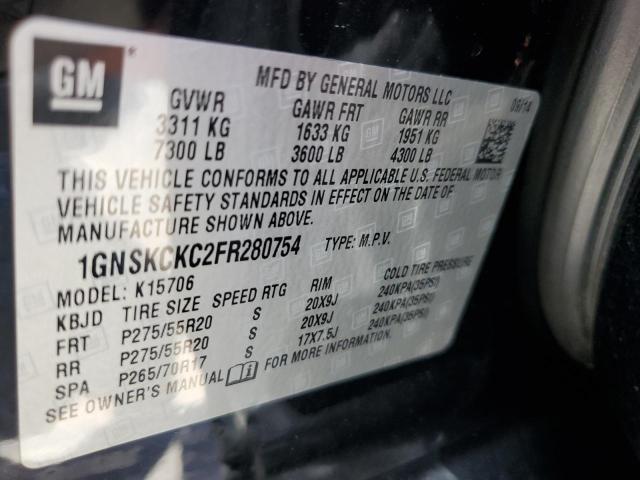 GM
MFD BY GENERAL MOTORS LLC
09/14
GVWR GAWR FRT GAWR RR
3311 KG 1633 KG 1951 KG
7300 LB 3600 LB 4300 LB
THIS VEHICLE CONFORMS TO ALL APPLICABLE U.S. FEDERAL MOTOR
VEHICLE SAFETY STANDARDS IN EFFECT ON THE DATE OF
MANUFACTURE SHOWN ABOVE.
1GNSKCKC2FR280754 TYPE: M.P.V.
MODEL: K15706
KBJD TIRE SIZE SPEED RTG RIM COLD TIRE PRESSURE
FRT P275/55R20 S 20X9J 240KPA(35PSI)
RR P275/55R20 S 20X9J 240KPA(35PSI)
SPA P265/70R17 S 17X7.5J 240KPA(35PSI)
SEE OWNER'S MANUAL FOR MORE INFORMATION.